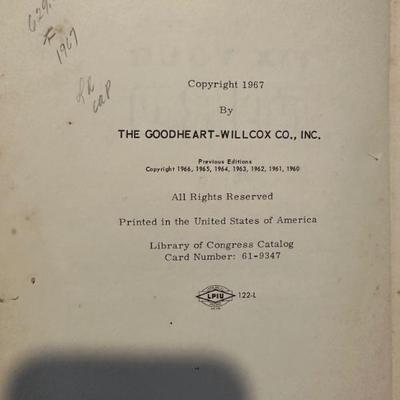 629.
F
1967
Copyright 1967
By
THE GOODHEART-WILLCOX CO., INC.
Previous Editions
Copyright 1966, 1965, 1964, 1963, 1962, 1961, 1960
All Rights Reserved
Printed in the United States of America
Library of Congress Catalog
Card Number: 61-9347
LPIU 122-L